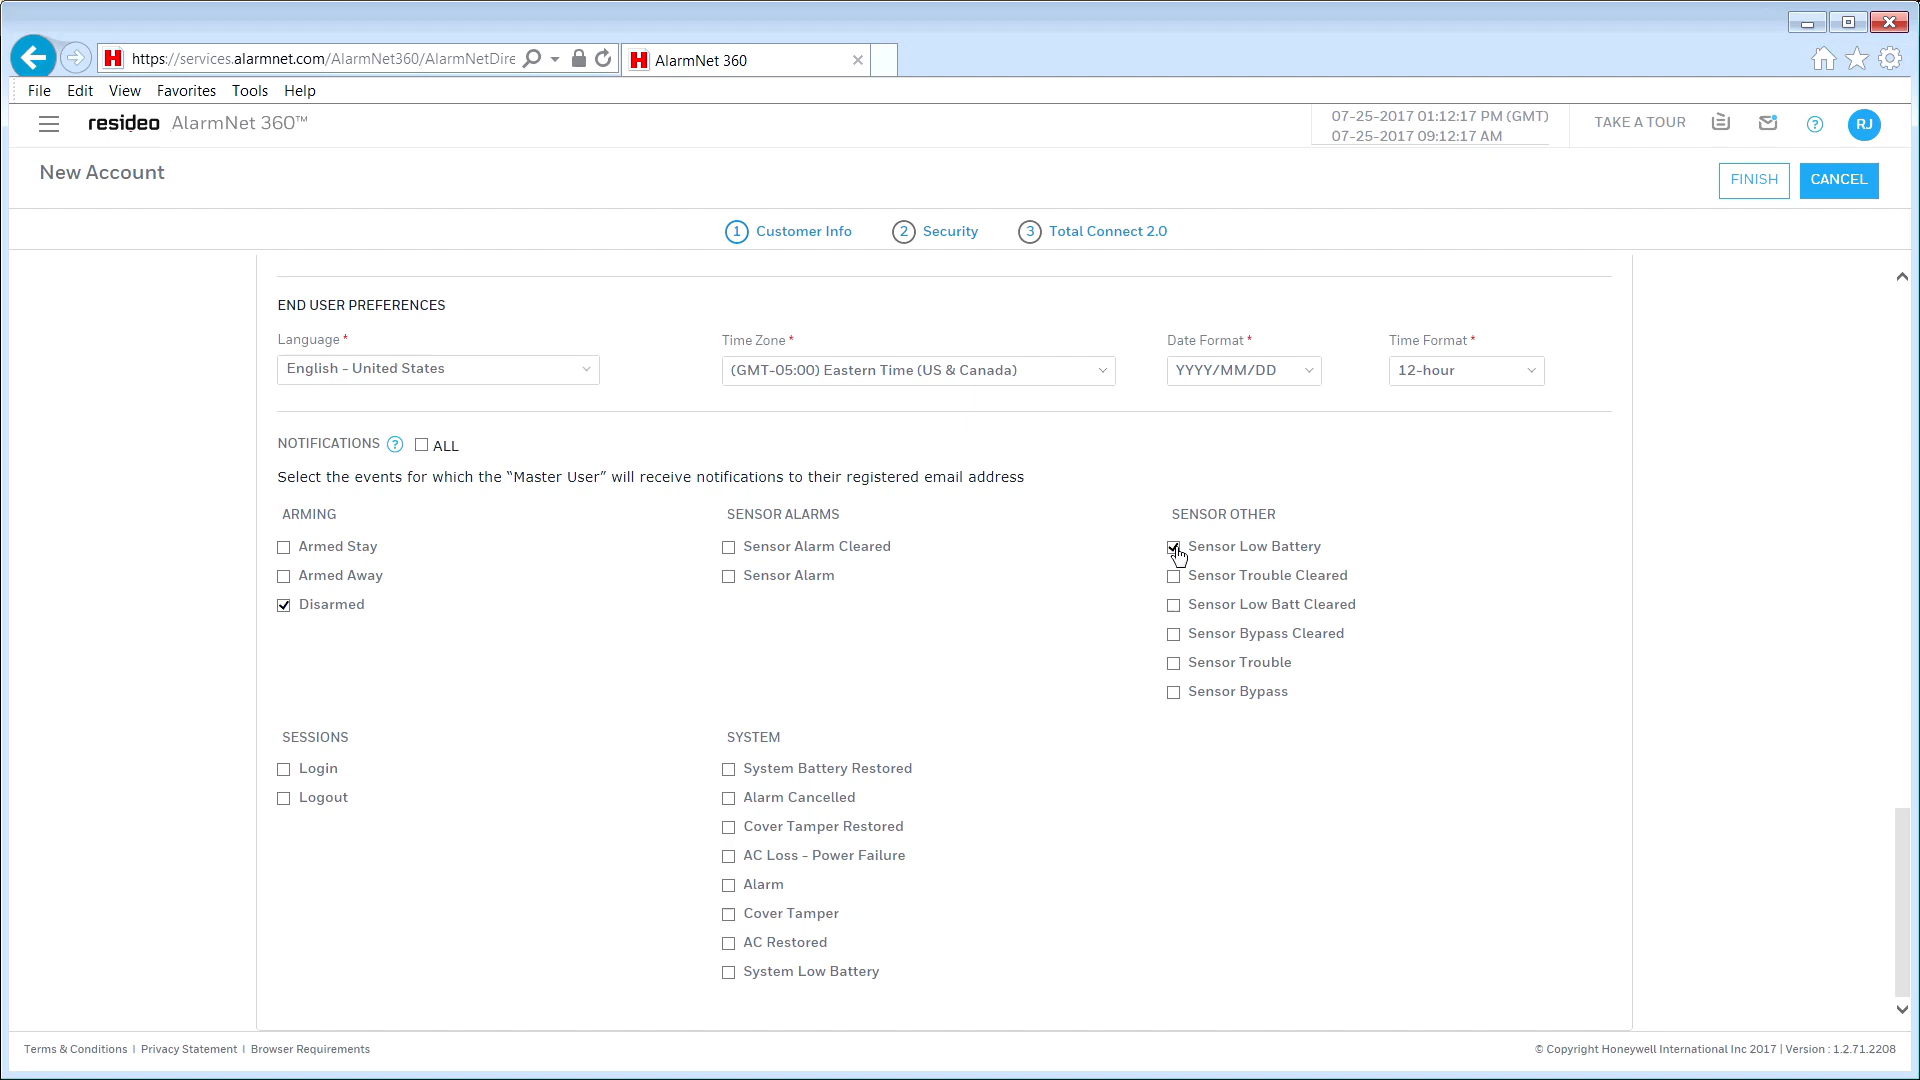 https://services.alarmnet.com/AlarmNet360/AlarmNetDire
AlarmNet 360
File Edit View Favorites Tools Help
resideo AlarmNet 360™
07-25-2017 01:12:17 PM (GMT)
07-25-2017 09:12:17 AM
TAKE A TOUR
?
RJ
New Account
FINISH
CANCEL
1 Customer Info
2 Security
3 Total Connect 2.0
END USER PREFERENCES
Language *
Time Zone *
Date Format *
Time Format *
English - United States
(GMT-05:00) Eastern Time (US & Canada)
YYYY/MM/DD
12-hour
NOTIFICATIONS ? ALL
Select the events for which the “Master User” will receive notifications to their registered email address
ARMING
Armed Stay
Armed Away
Disarmed
SENSOR ALARMS
Sensor Alarm Cleared
Sensor Alarm
SENSOR OTHER
Sensor Low Battery
Sensor Trouble Cleared
Sensor Low Batt Cleared
Sensor Bypass Cleared
Sensor Trouble
Sensor Bypass
SESSIONS
Login
Logout
SYSTEM
System Battery Restored
Alarm Cancelled
Cover Tamper Restored
AC Loss - Power Failure
Alarm
Cover Tamper
AC Restored
System Low Battery
Terms & Conditions | Privacy Statement | Browser Requirements
© Copyright Honeywell International Inc 2017 | Version : 1.2.71.2208